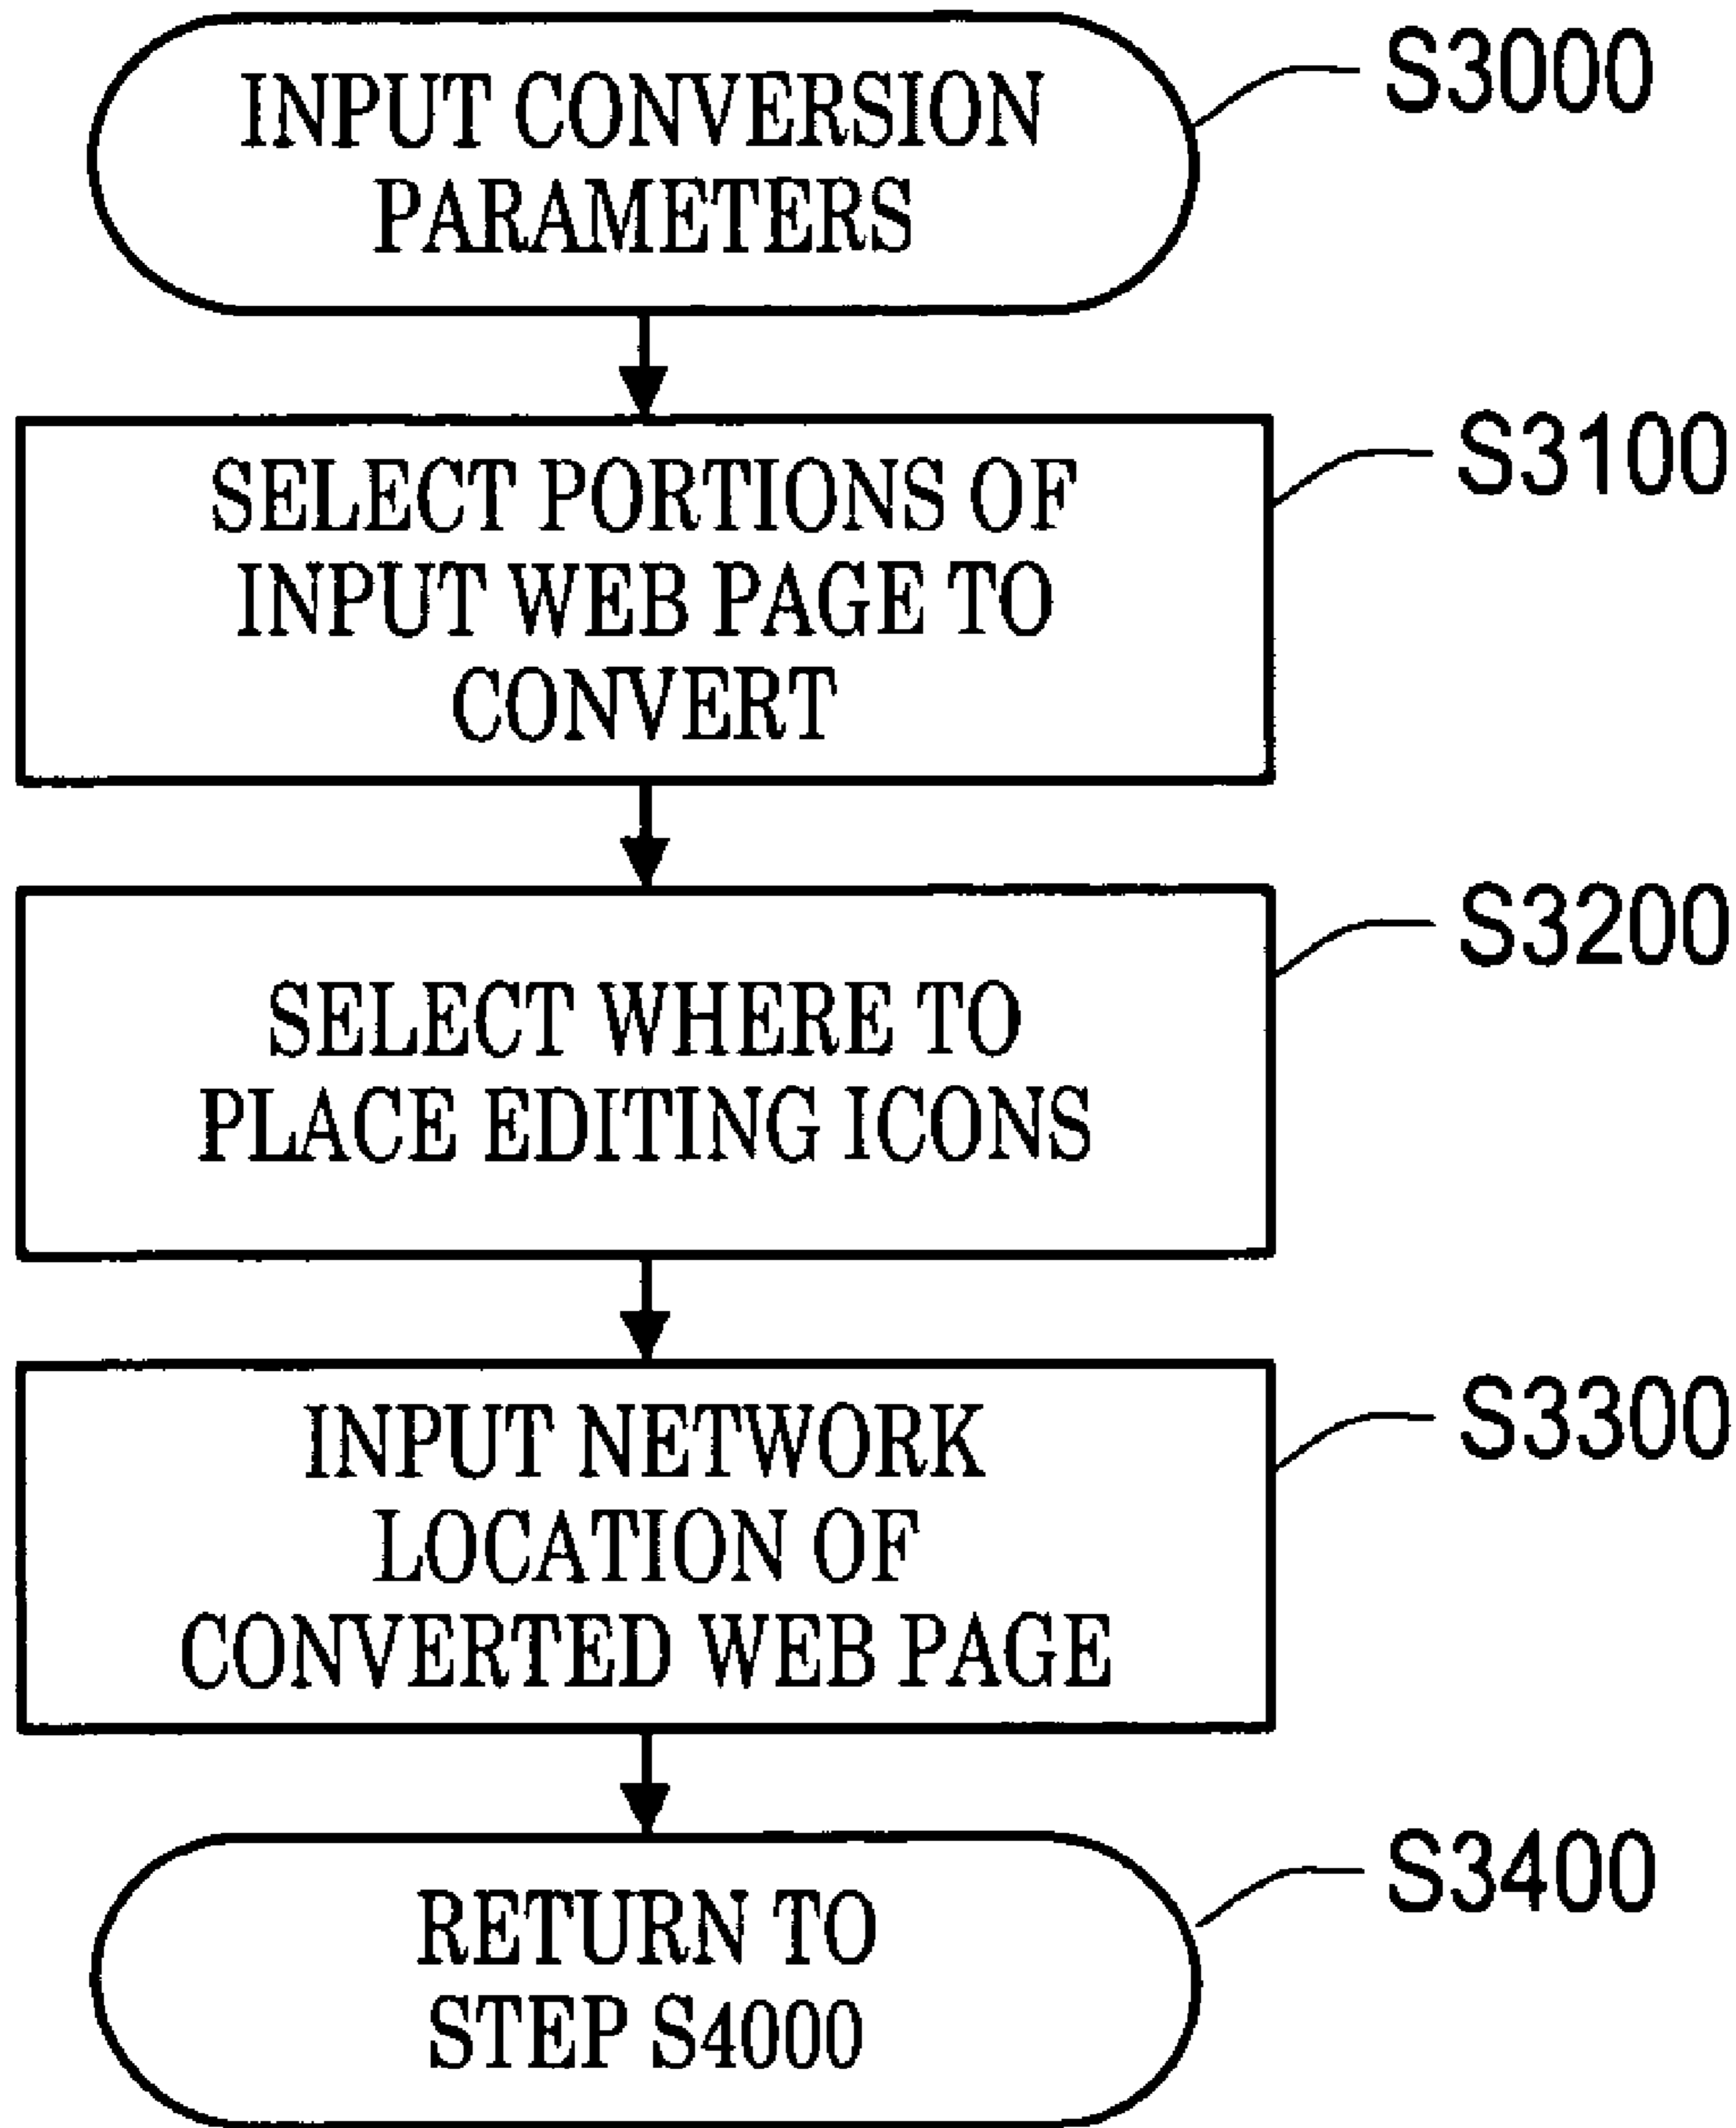 INPUT CONVERSION
PARAMETERS
S3000
SELECT PORTIONS OF
INPUT WEB PAGE TO
CONVERT
S3100
SELECT WHERE TO
PLACE EDITING ICONS
S3200
INPUT NETWORK
LOCATION OF
CONVERTED WEB PAGE
S3300
RETURN TO
STEP S4000
S3400